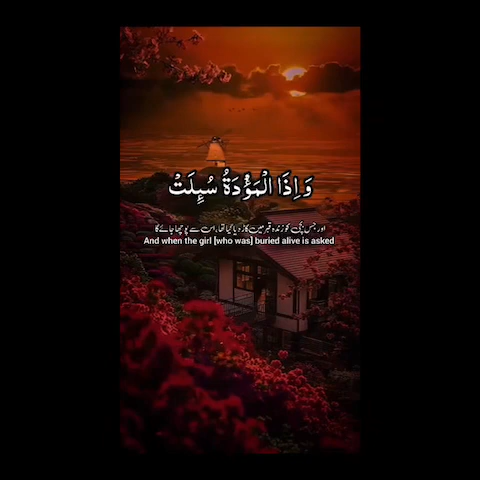 وَ اِذَا الْمَوْءٗدَةُ سُىِٕلَتْ
اور جس بچی کو زندہ قبر میں گاڑ دیا گیا تھا، اس سے پوچھا جائے گا
And when the girl [who was] buried alive is asked